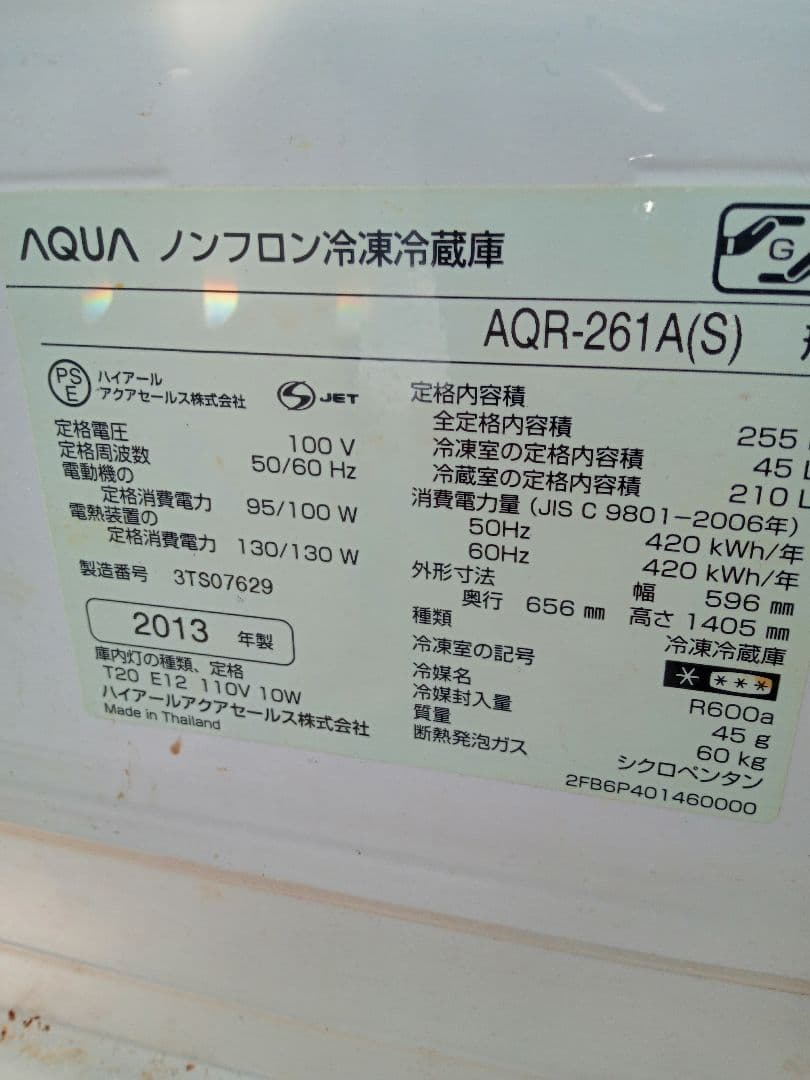 AQUA ノンフロン冷凍冷蔵庫
G
AQR-261A(S)
PS
E
ハイアール
アクアセールス株式会社
JET
定格電圧 100 V
定格周波数 50/60 Hz
電動機の
定格消費電力 95/100 W
電熱装置の
定格消費電力 130/130 W
製造番号 3TS07629
2013 年製
庫内灯の種類、定格
T20 E12 110V 10W
ハイアールアクアセールス株式会社
Made in Thailand
定格内容積
全定格内容積 255
冷凍室の定格内容積 45 L
冷蔵室の定格内容積 210 L
消費電力量 (JIS C 9801-2006年)
50Hz 420 kWh/年
60Hz 420 kWh/年
外形寸法 幅 596 mm
奥行 656 mm 高さ 1405 mm
種類 冷凍冷蔵庫
冷凍室の記号 * ***
冷媒名 R600a
冷媒封入量 45 g
質量 60 kg
断熱発泡ガス シクロペンタン
2FB6P401460000